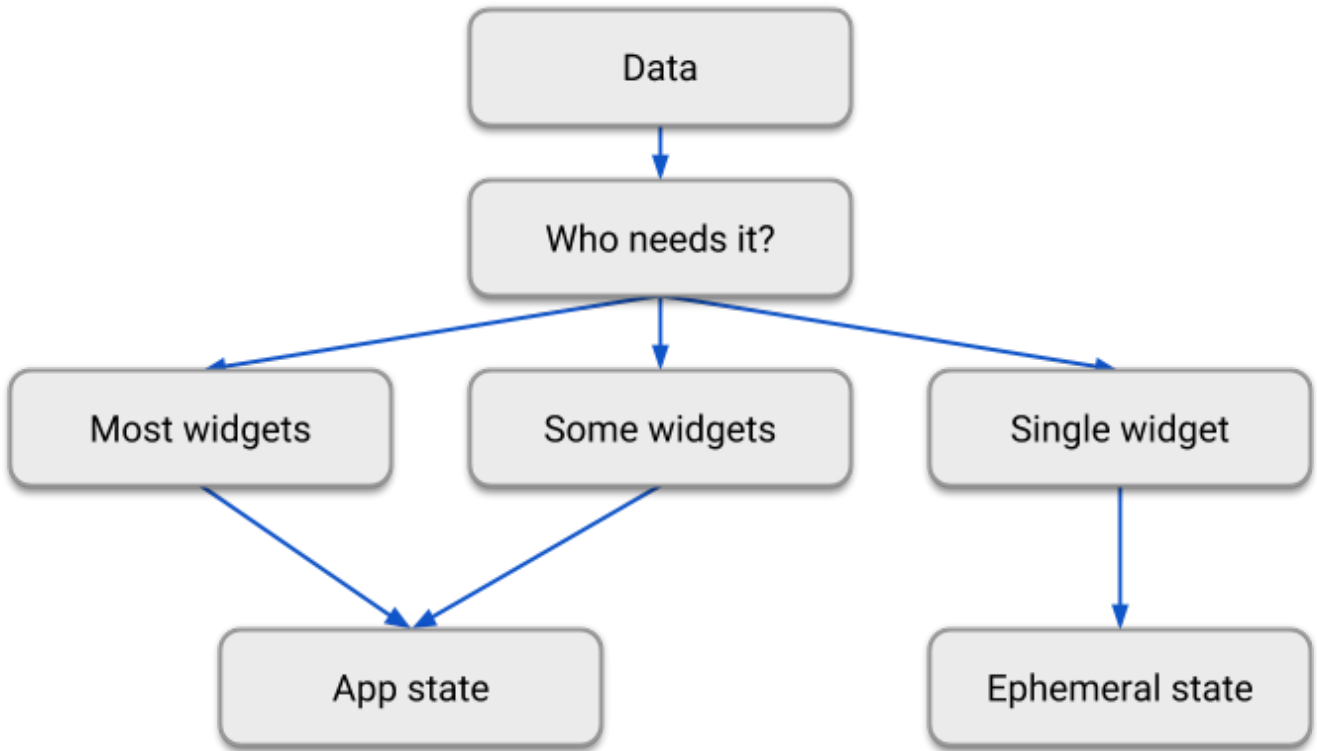 Data
Who needs it?
Most widgets
Some widgets
Single widget
App state
Ephemeral state